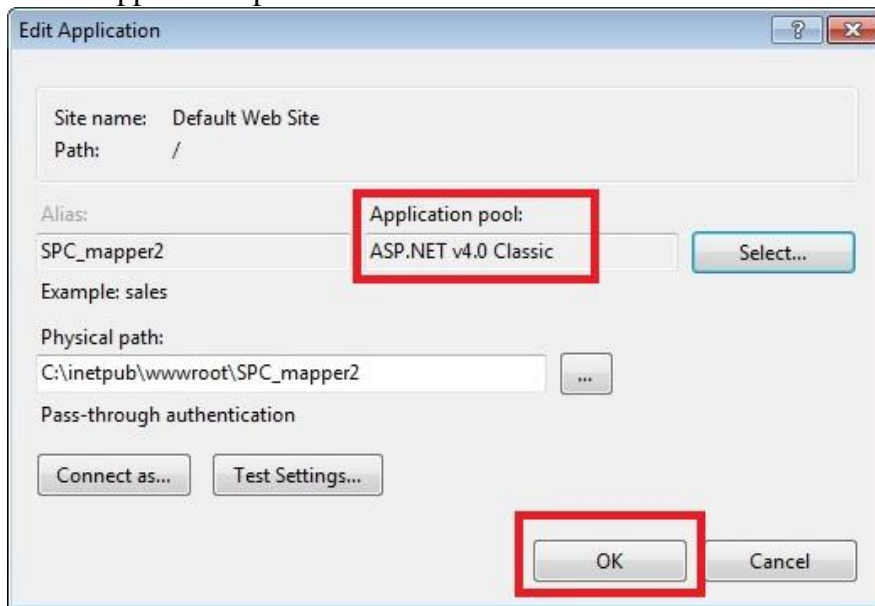 Edit Application
Site name: Default Web Site
Path: /
Alias:
Application pool:
SPC_mapper2
ASP.NET v4.0 Classic
Select...
Example: sales
Physical path:
C:\inetpub\wwwroot\SPC_mapper2
...
Pass-through authentication
Connect as...
Test Settings...
OK
Cancel